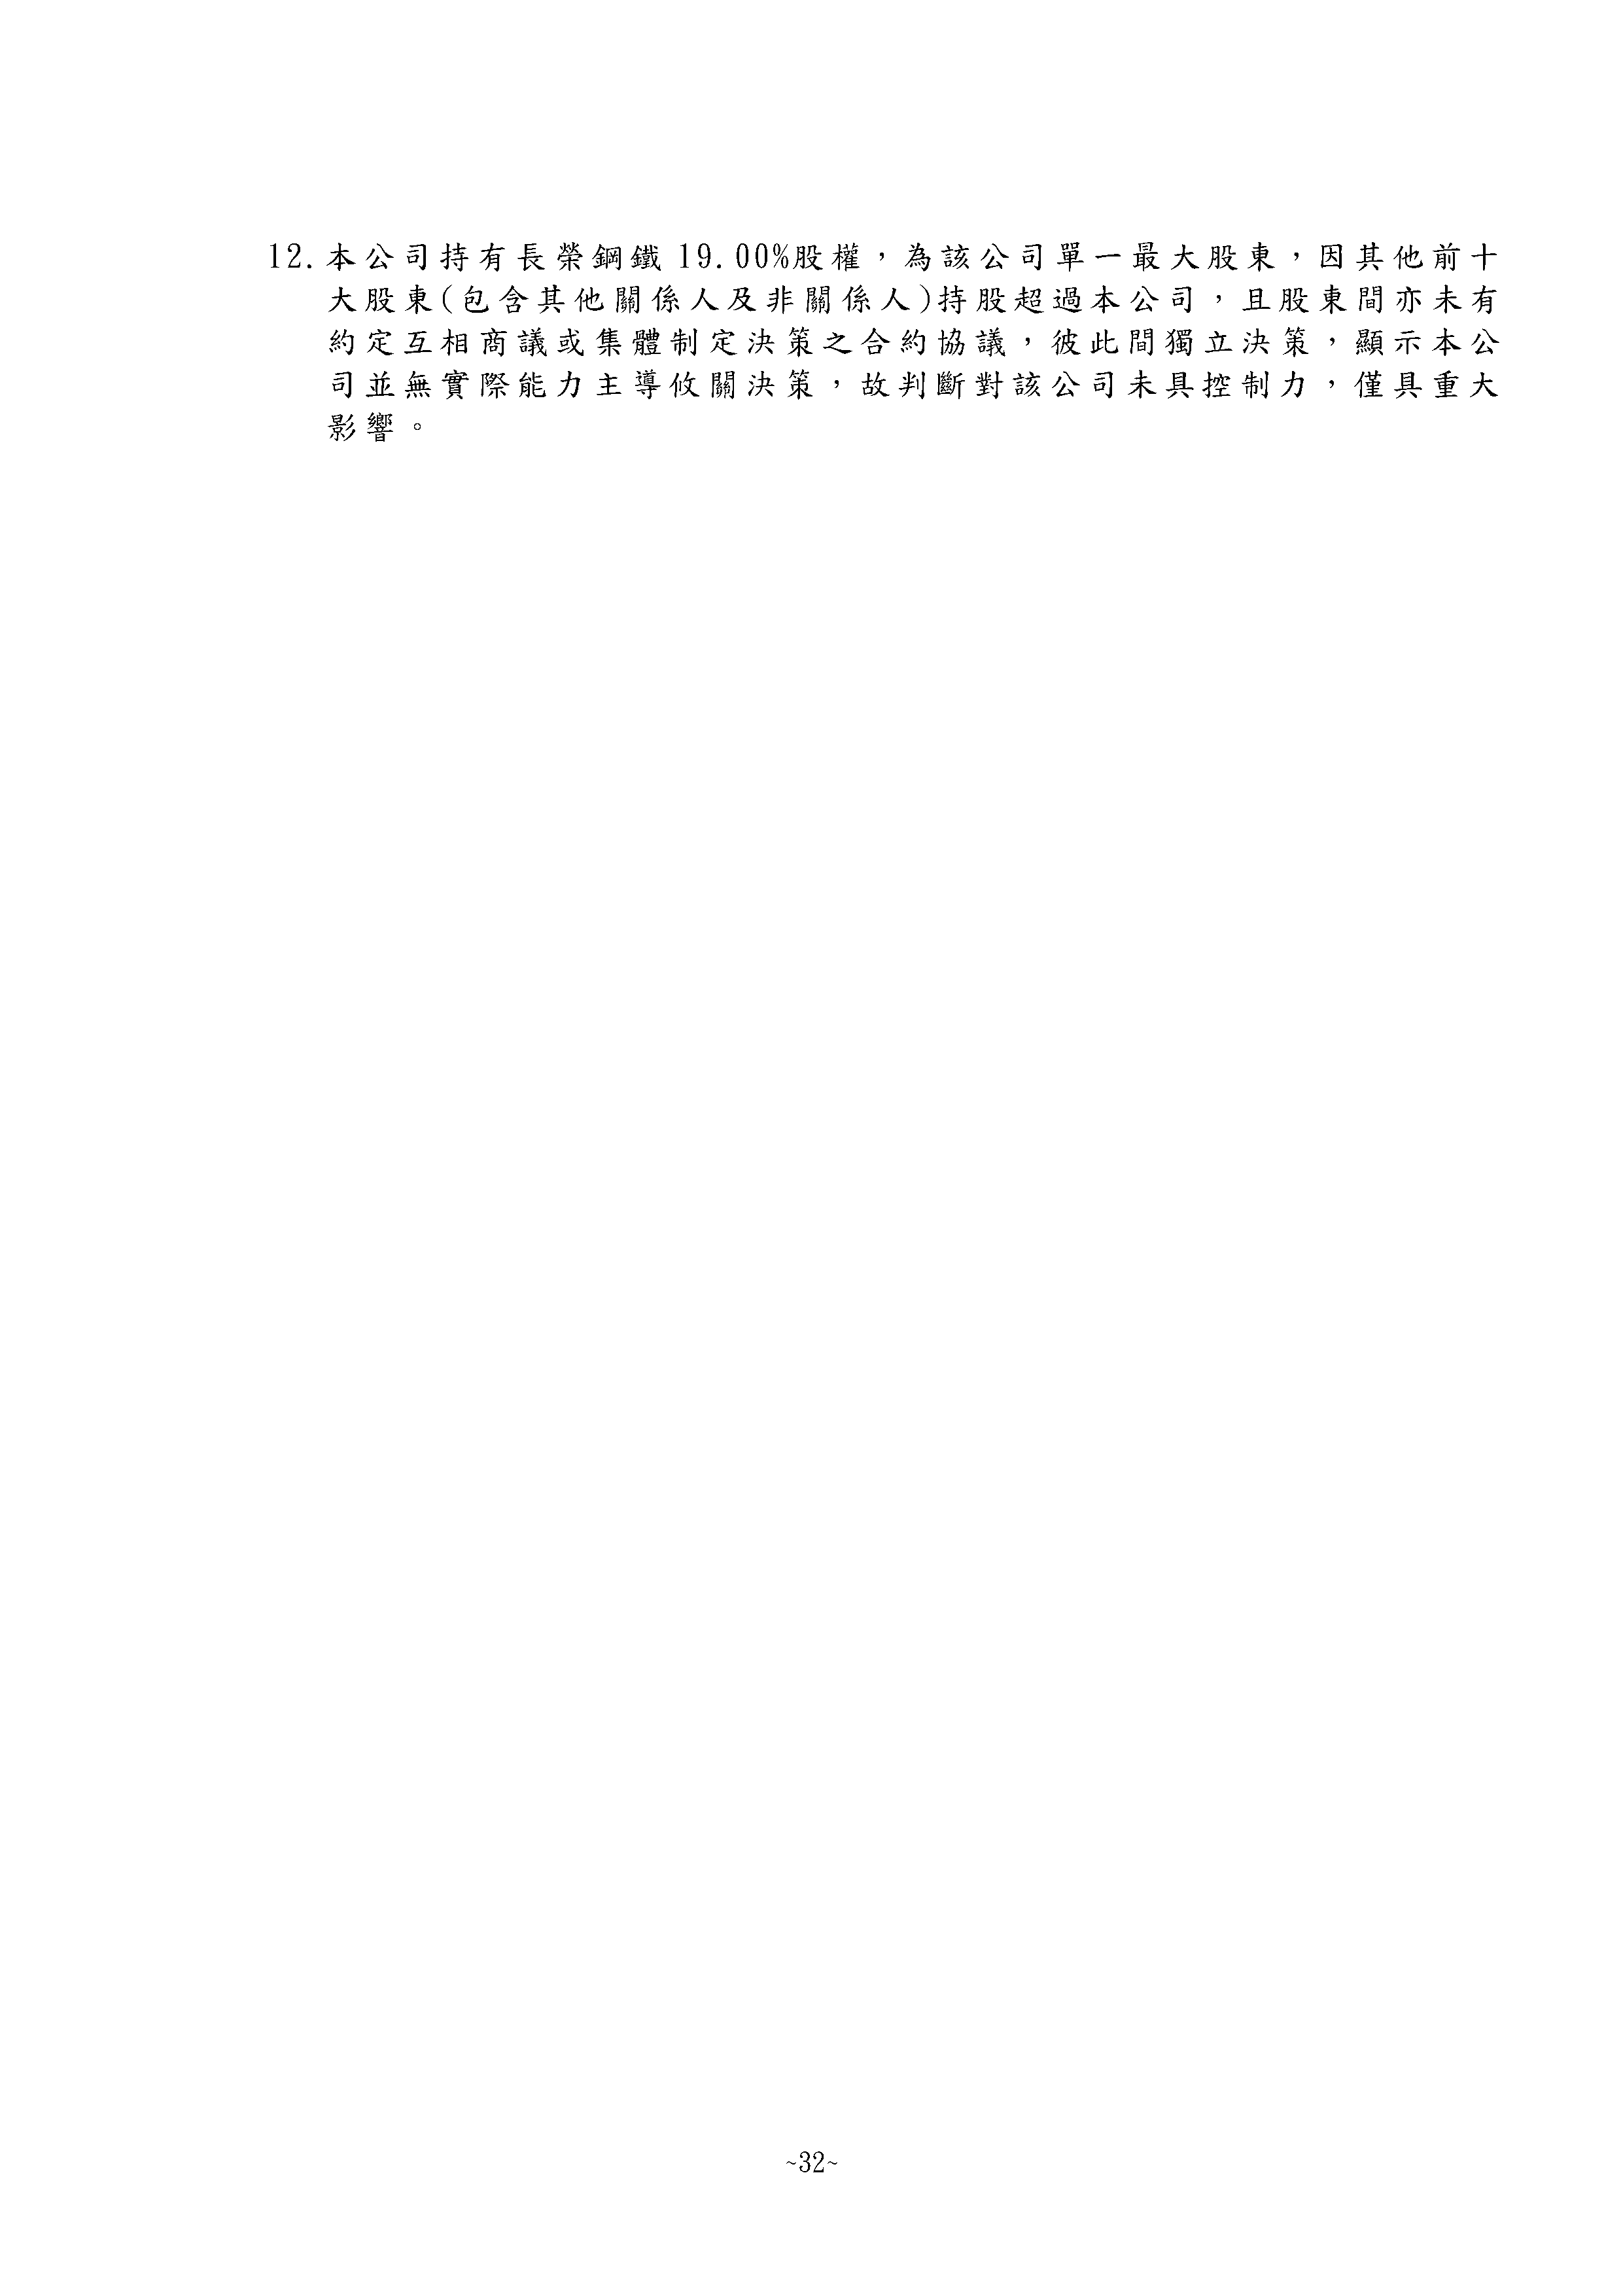 12.本公司持有長榮鋼鐵 19.00%股權，為該公司單一最大股東，因其他前十
大股東(包含其他關係人及非關係人)持股超過本公司，且股東間亦未有
約定互相商議或集體制定決策之合約協議，彼此間獨立決策，顯示本公
司並無實際能力主導攸關決策，故判斷對該公司未具控制力，僅具重大
影響。
~32~